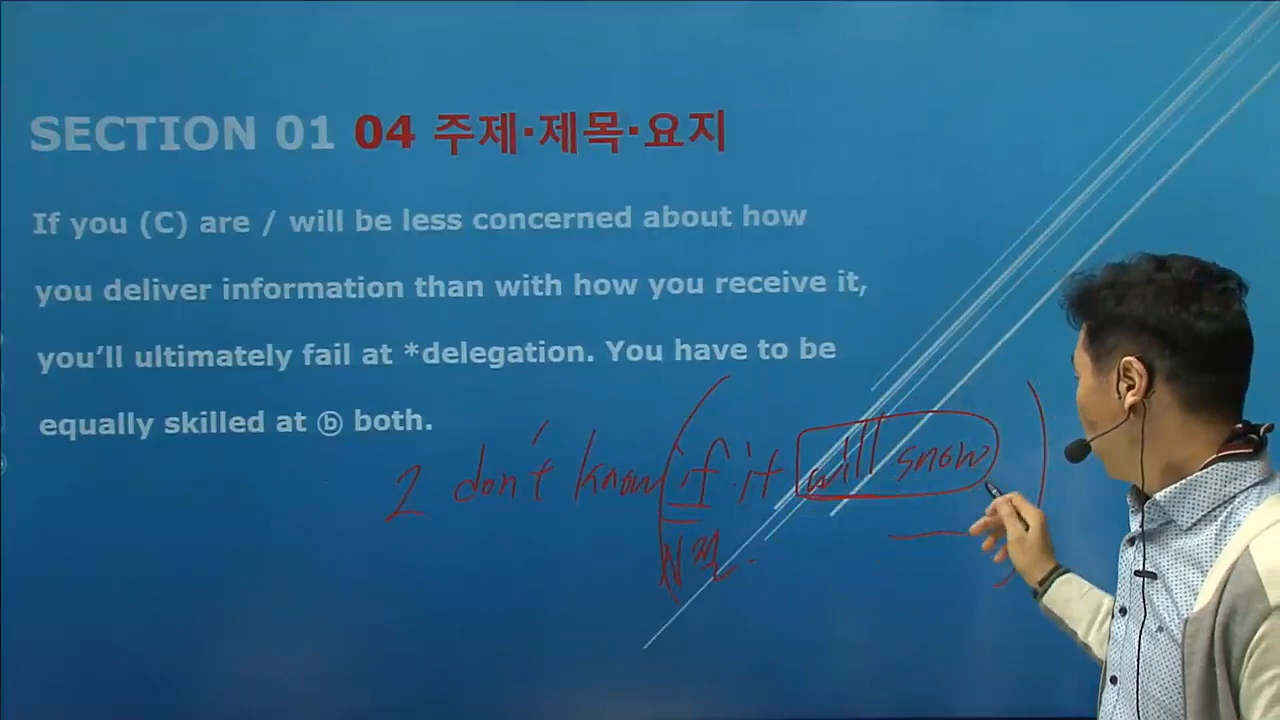 SECTION 01 04 주제·제목·요지
If you (C) are / will be less concerned about how
you deliver information than with how you receive it,
you'll ultimately fail at *delegation. You have to be
equally skilled at ⓑ both.
I don't know if it will snow
N절.